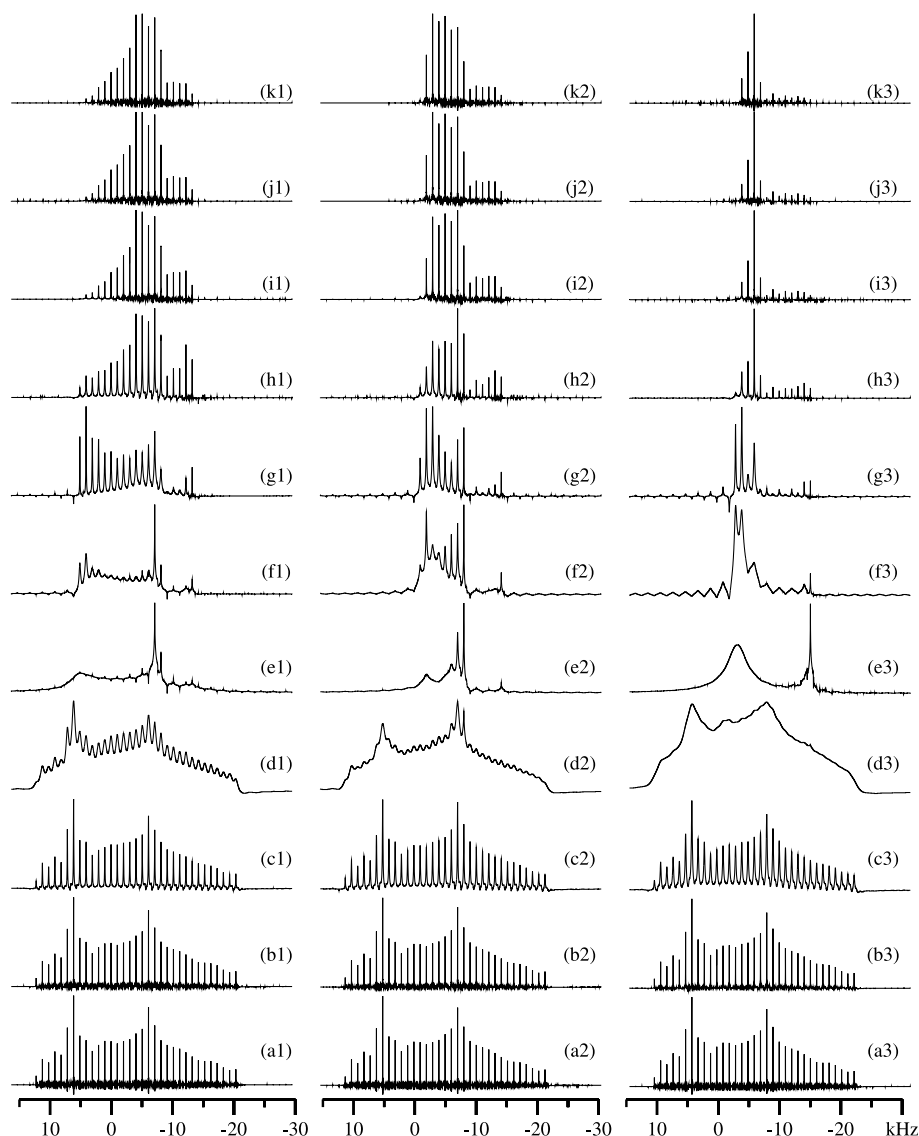 (k1) (k2) (k3)
(j1) (j2) (j3)
(i1) (i2) (i3)
(h1) (h2) (h3)
(g1) (g2) (g3)
(f1) (f2) (f3)
(e1) (e2) (e3)
(d1) (d2) (d3)
(c1) (c2) (c3)
(b1) (b2) (b3)
(a1) (a2) (a3)
10 0 -10 -20 -30 10 0 -10 -20 -30 10 0 -10 -20 kHz